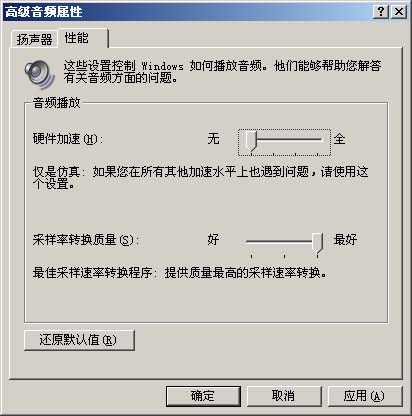 高级音频属性
扬声器 性能
这些设置控制 Windows 如何播放音频。他们能够帮助您解答
有关音频方面的问题。
音频播放
硬件加速(H): 无 全
仅是仿真: 如果您在所有其他加速水平上也遇到问题,请使用这
个设置。
采样率转换质量(S): 好 最好
最佳采样速率转换程序: 提供质量最高的采样速率转换。
还原默认值(R)
确定 取消 应用(A)